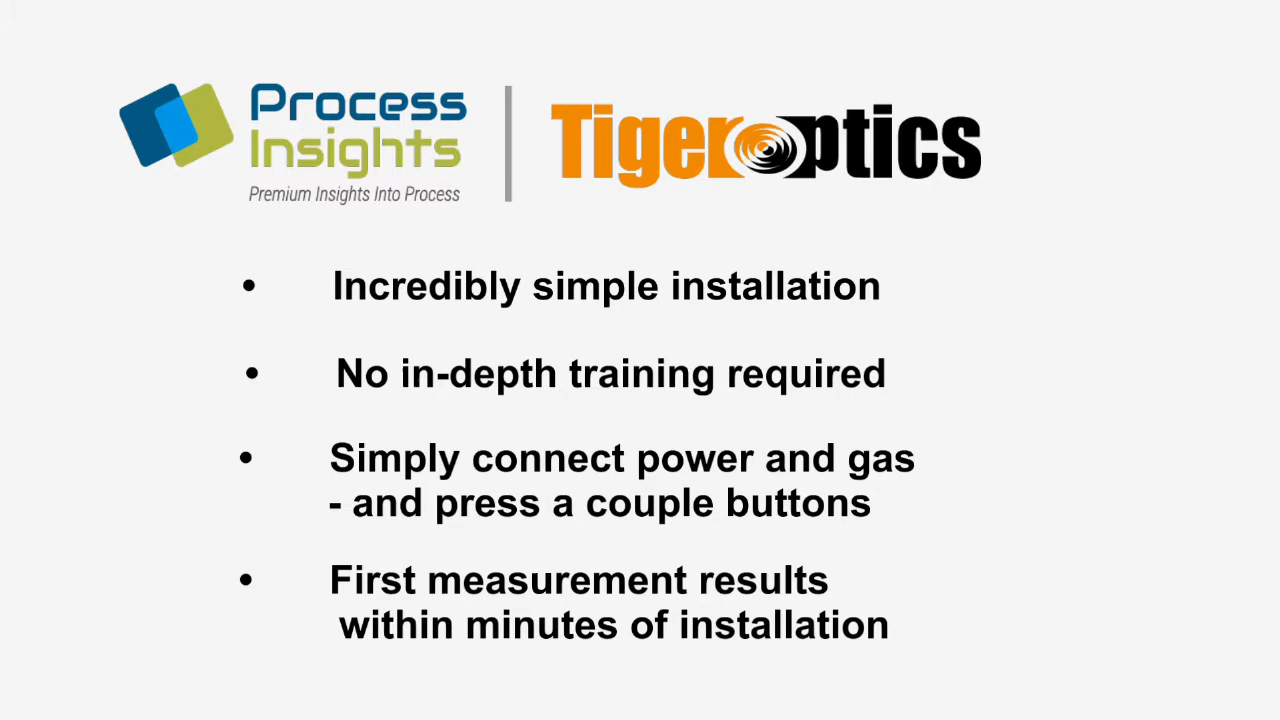 Process
Insights
Premium Insights Into Process
Tigeroptics
• Incredibly simple installation
• No in-depth training required
• Simply connect power and gas
- and press a couple buttons
• First measurement results
within minutes of installation